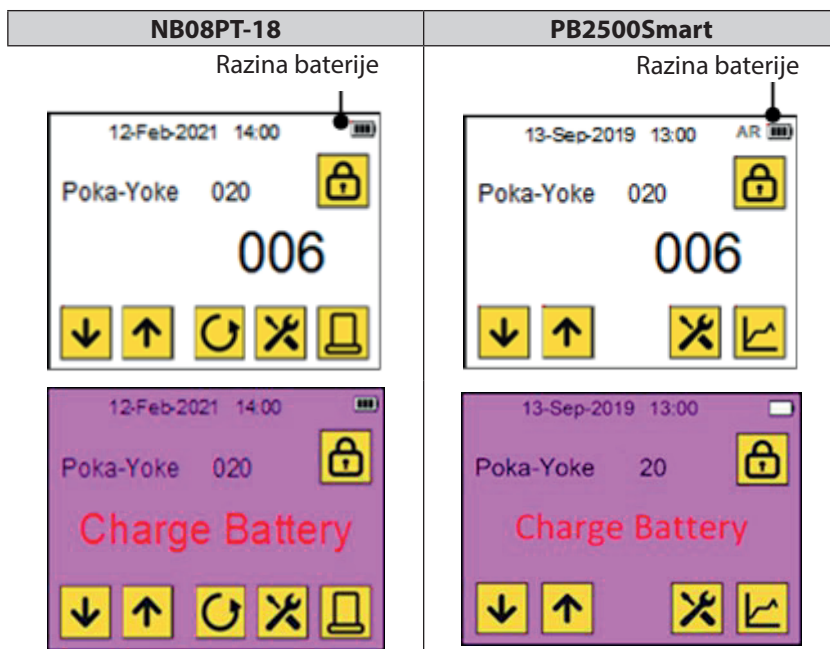 NB08PT-18
PB2500Smart
Razina baterije
Razina baterije
12-Feb-2021 14:00
Poka-Yoke 020
006
13-Sep-2019 13:00 AR
Poka-Yoke 020
006
12-Feb-2021 14:00
Poka-Yoke 020
Charge Battery
13-Sep-2019 13:00
Poka-Yoke 20
Charge Battery